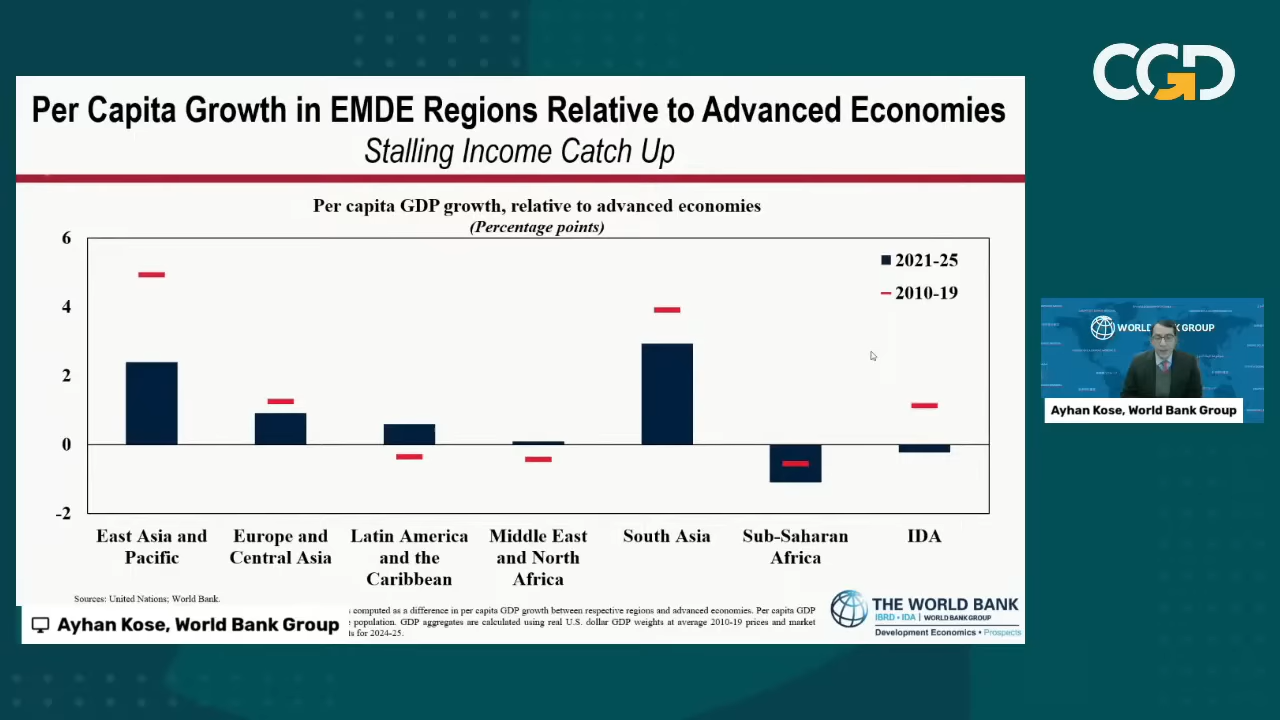 CGD
Per Capita Growth in EMDE Regions Relative to Advanced Economies
Stalling Income Catch Up
Per capita GDP growth, relative to advanced economies
(Percentage points)
6
4
2
0
-2
2021-25
2010-19
East Asia and
Pacific
Europe and
Central Asia
Latin America
and the
Caribbean
Middle East
and North
Africa
South Asia
Sub-Saharan
Africa
IDA
Sources: United Nations; World Bank.
computed as a difference in per capita GDP growth between respective regions and advanced economies. Per capita GDP
population. GDP aggregates are calculated using real U.S. dollar GDP weights at average 2010-19 prices and market
for 2024-25.
Ayhan Kose, World Bank Group
THE WORLD BANK
IBRD • IDA | WORLD BANK GROUP
Development Economics • Prospects
WORLD BANK GROUP
Ayhan Kose, World Bank Group